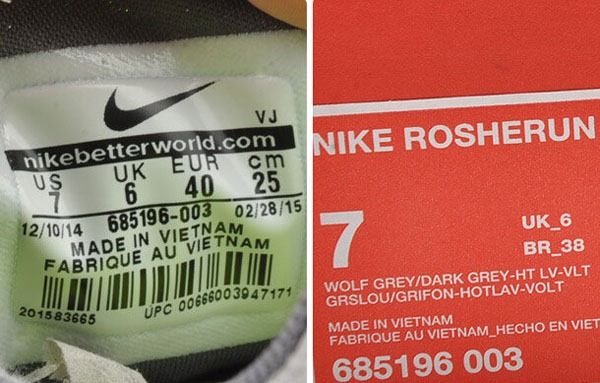 VJ
nikebetterworld.com
US UK EUR cm
7 6 40 25
12/10/14 685196-003 02/28/15
MADE IN VIETNAM
FABRIQUE AU VIETNAM
201583665 UPC 00666003947171
NIKE ROSHERUN
7
UK_6
BR_38
WOLF GREY/DARK GREY-HT LV-VLT
GRSLOU/GRIFON-HOTLAV-VOLT
MADE IN VIETNAM
FABRIQUE AU VIETNAM_HECHO EN VIET
685196 003